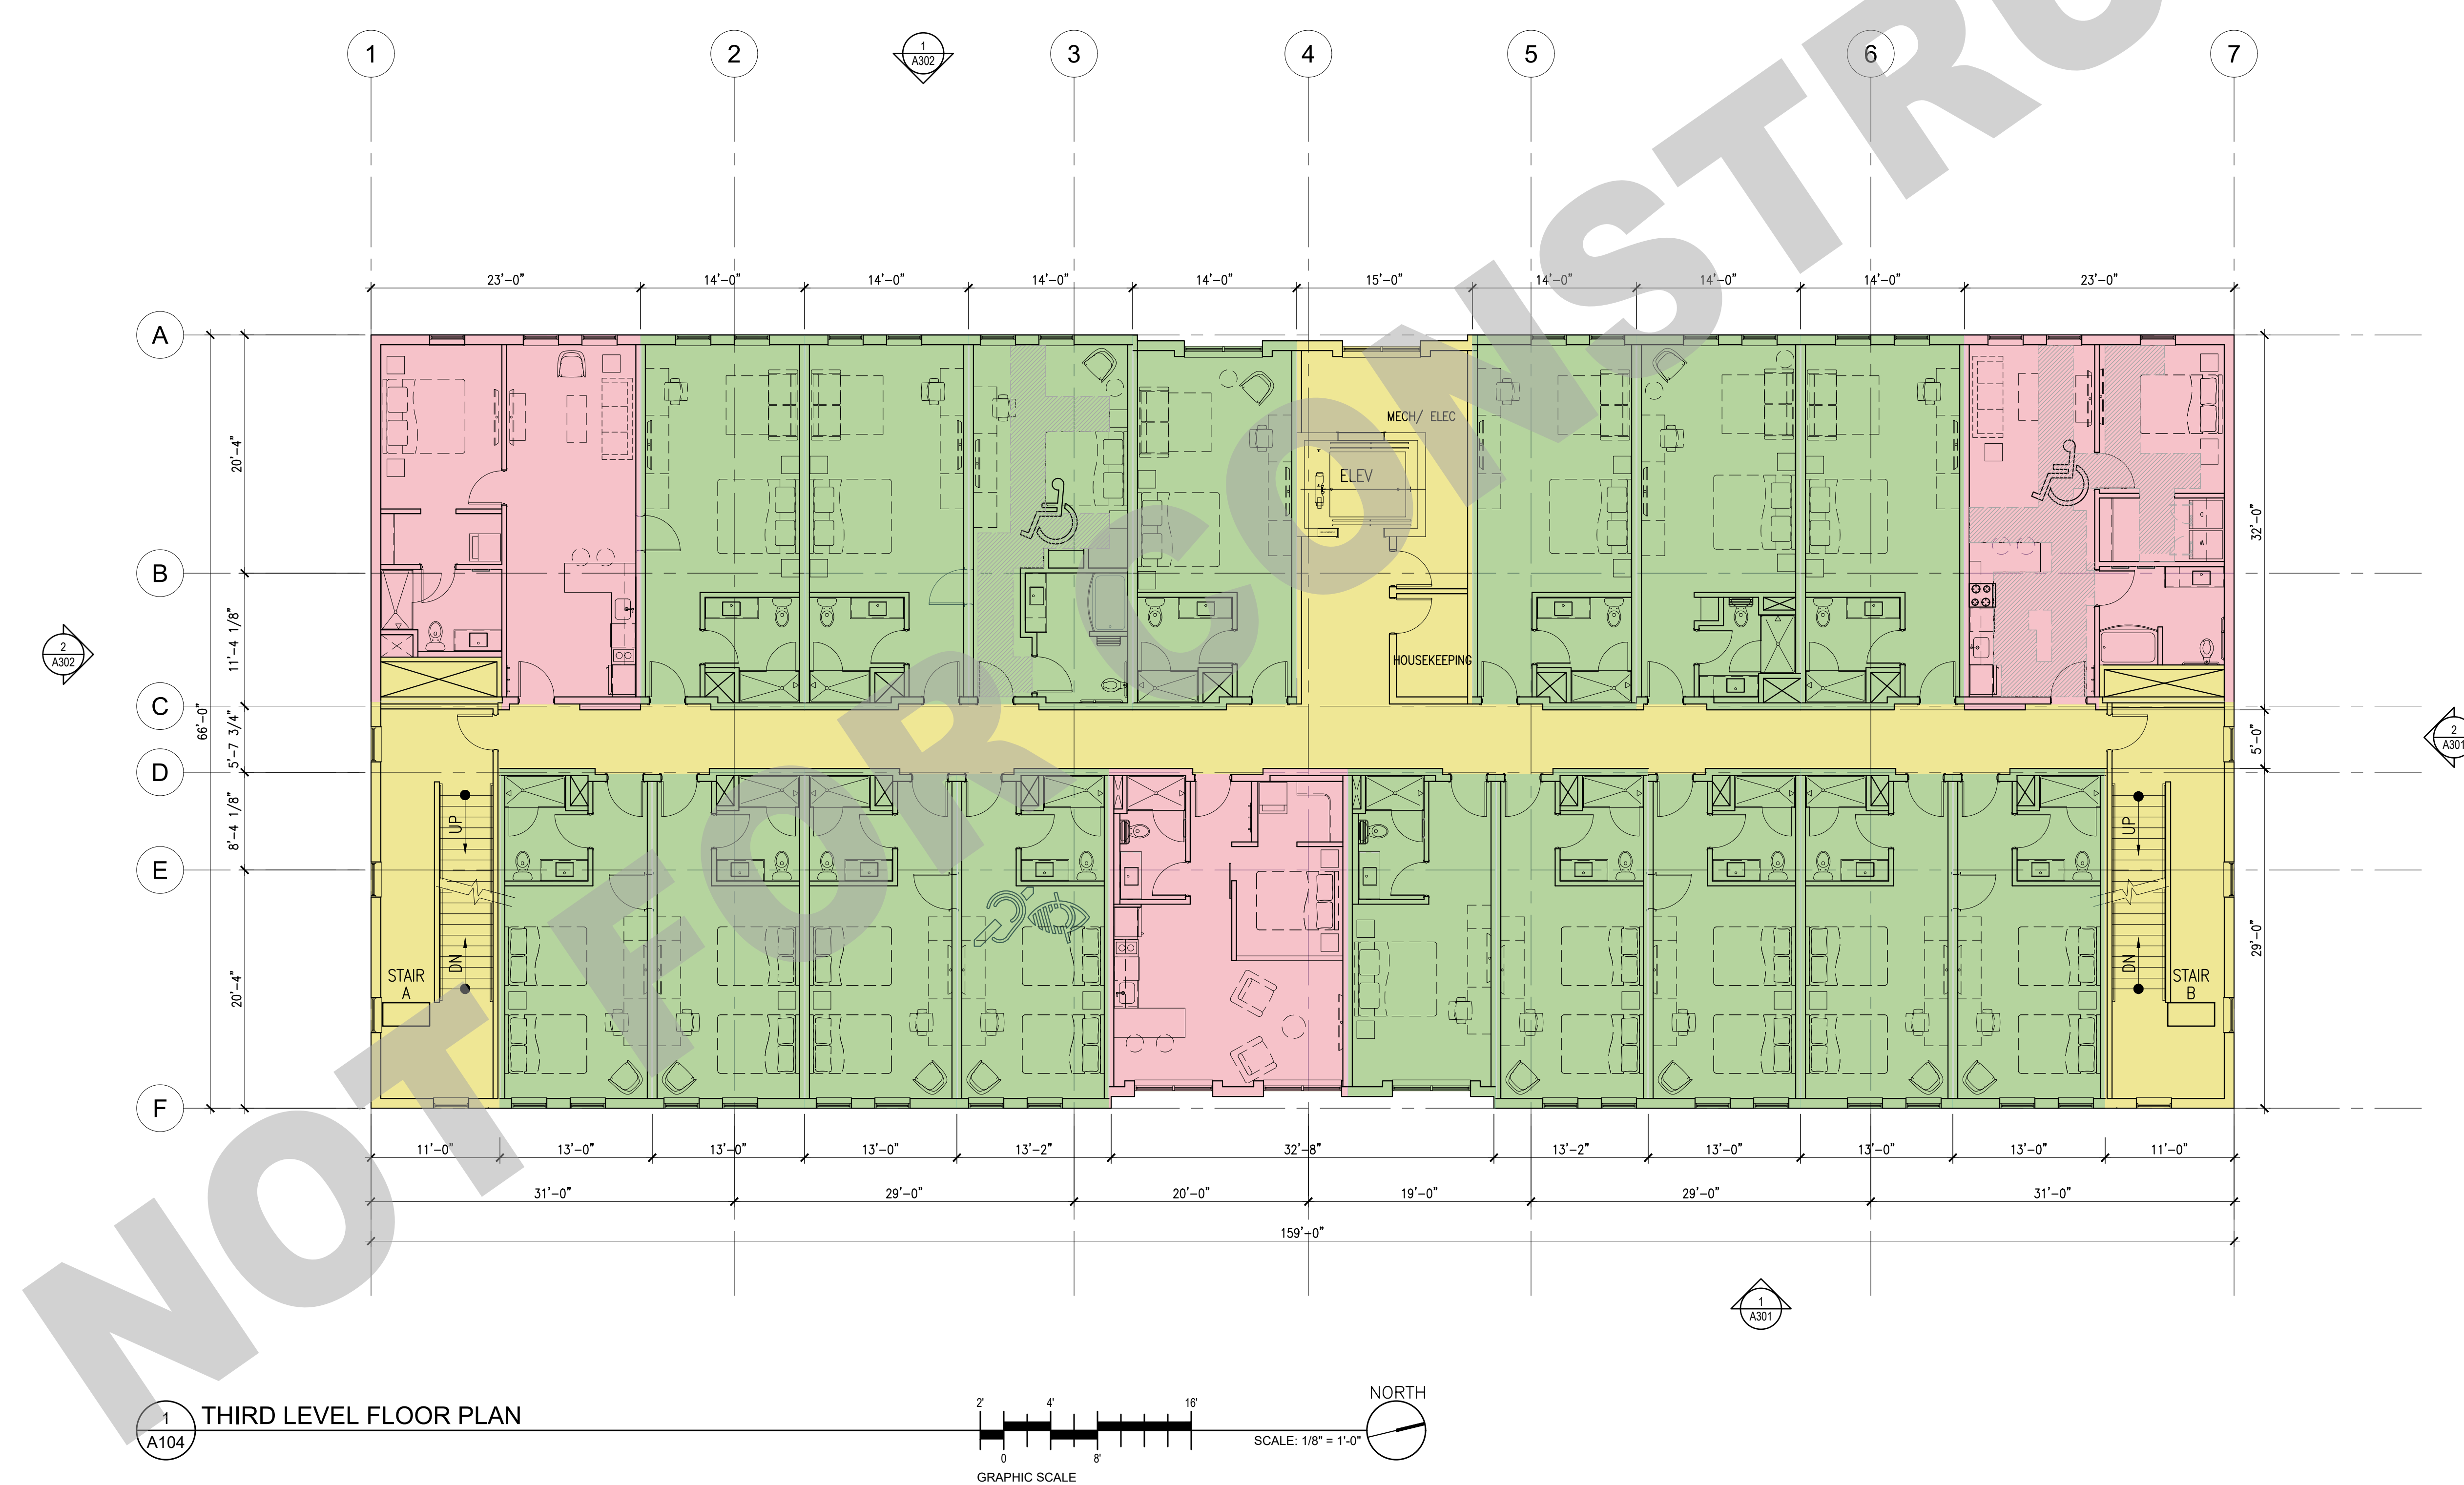 1
2
3
4
5
6
7
1
A302
23'-0"
14'-0"
14'-0"
14'-0"
14'-0"
15'-0"
14'-0"
14'-0"
14'-0"
23'-0"
A
B
C
D
E
F
20'-4"
11'-4 1/8"
5'-7 3/4"
8'-4 1/8"
20'-4"
66'-0"
32'-0"
5'-0"
29'-0"
2
A302
2
A301
MECH/ ELEC
ELEV
HOUSEKEEPING
1
UP
DN
STAIR
A
UP
DN
STAIR
B
11'-0"
13'-0"
13'-0"
13'-0"
13'-2"
32'-8"
13'-2"
13'-0"
13'-0"
13'-0"
11'-0"
31'-0"
29'-0"
20'-0"
19'-0"
29'-0"
31'-0"
159'-0"
1
A301
1
A104
THIRD LEVEL FLOOR PLAN
2'
4'
16'
0
8'
GRAPHIC SCALE
SCALE: 1/8" = 1'-0"
NORTH
NOT FOR CONSTRU